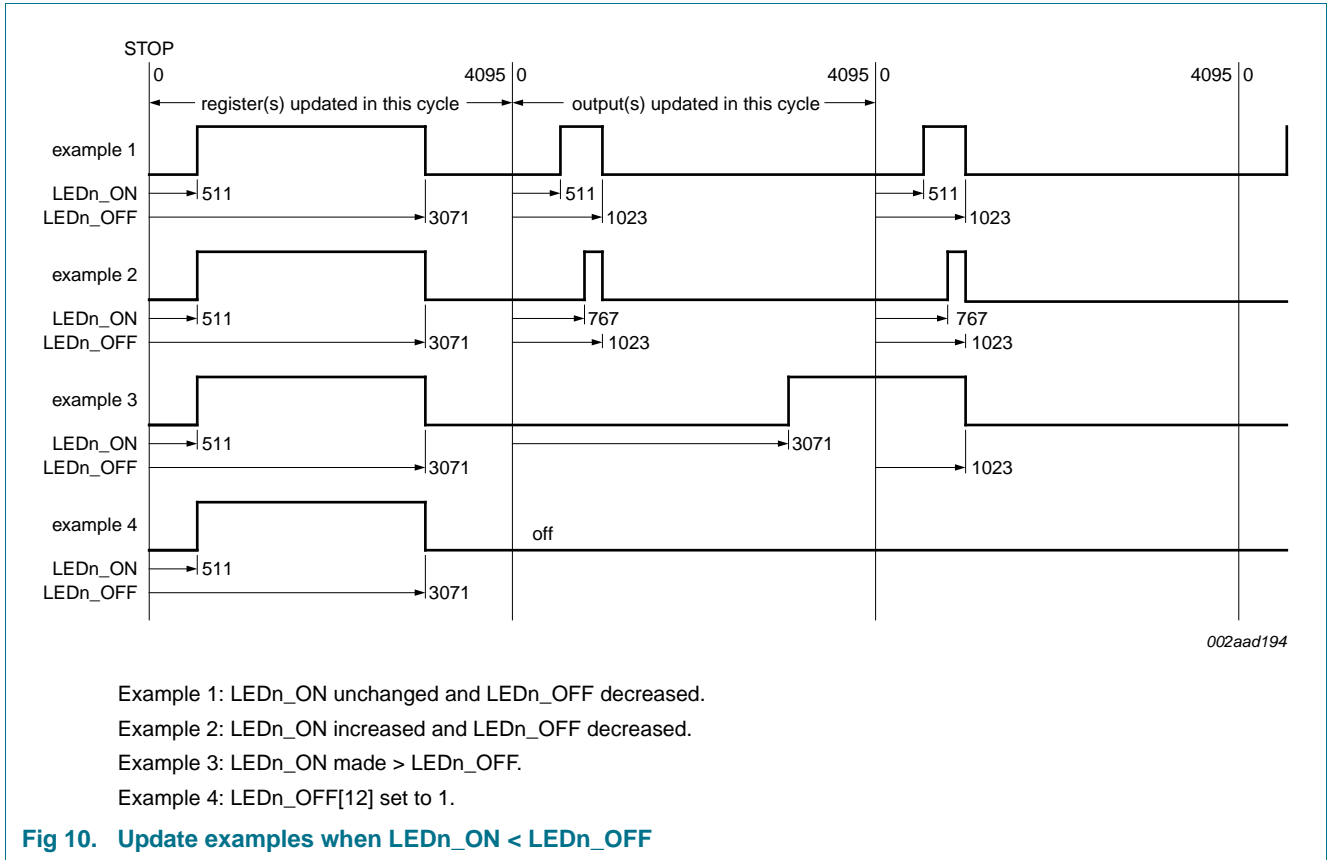 STOP
0 4095 0 4095 0 4095 0
register(s) updated in this cycle output(s) updated in this cycle
example 1
LEDn_ON 511 511 511
LEDn_OFF 3071 1023 1023
example 2
LEDn_ON 511 767 767
LEDn_OFF 3071 1023 1023
example 3
LEDn_ON 511 3071
LEDn_OFF 3071 1023
example 4 off
LEDn_ON 511
LEDn_OFF 3071
002aad194
Example 1: LEDn_ON unchanged and LEDn_OFF decreased.
Example 2: LEDn_ON increased and LEDn_OFF decreased.
Example 3: LEDn_ON made > LEDn_OFF.
Example 4: LEDn_OFF[12] set to 1.
Fig 10. Update examples when LEDn_ON < LEDn_OFF